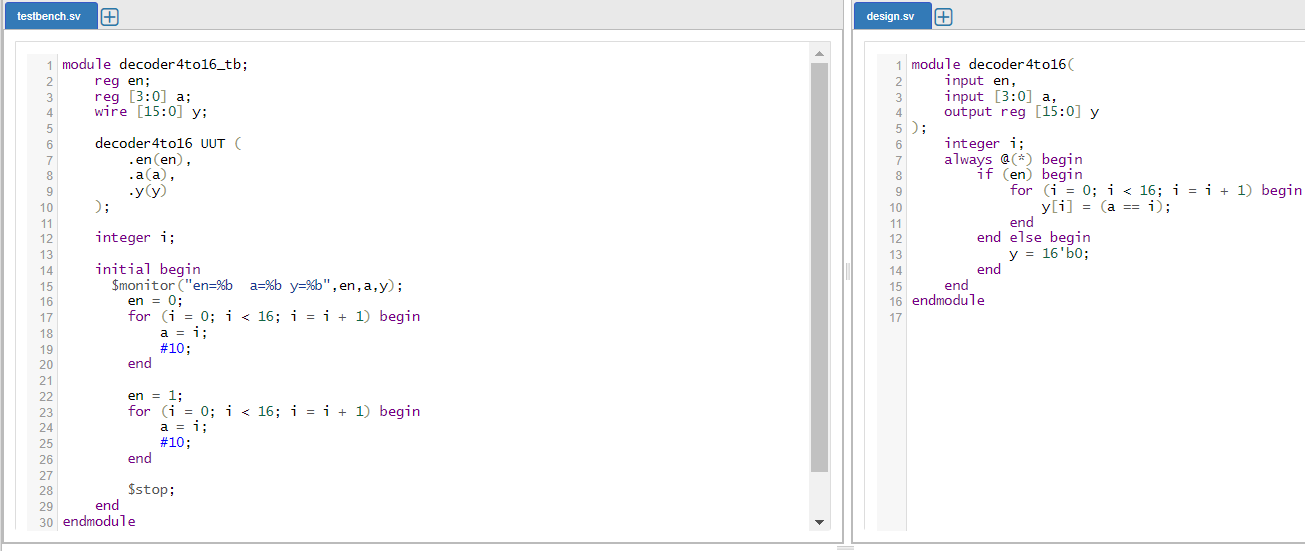 testbench.sv
1 module decoder4to16_tb;
2 reg en;
3 reg [3:0] a;
4 wire [15:0] y;
5
6 decoder4to16 UUT (
7 .en(en),
8 .a(a),
9 .y(y)
10 );
11
12 integer i;
13
14 initial begin
15 $monitor("en=%b  a=%b y=%b",en,a,y);
16 en = 0;
17 for (i = 0; i < 16; i = i + 1) begin
18 a = i;
19 #10;
20 end
21
22 en = 1;
23 for (i = 0; i < 16; i = i + 1) begin
24 a = i;
25 #10;
26 end
27
28 $stop;
29 end
30 endmodule
design.sv
1 module decoder4to16(
2 input en,
3 input [3:0] a,
4 output reg [15:0] y
5 );
6 integer i;
7 always @(*) begin
8 if (en) begin
9 for (i = 0; i < 16; i = i + 1) begin
10 y[i] = (a == i);
11 end
12 end else begin
13 y = 16'b0;
14 end
15 end
16 endmodule
17